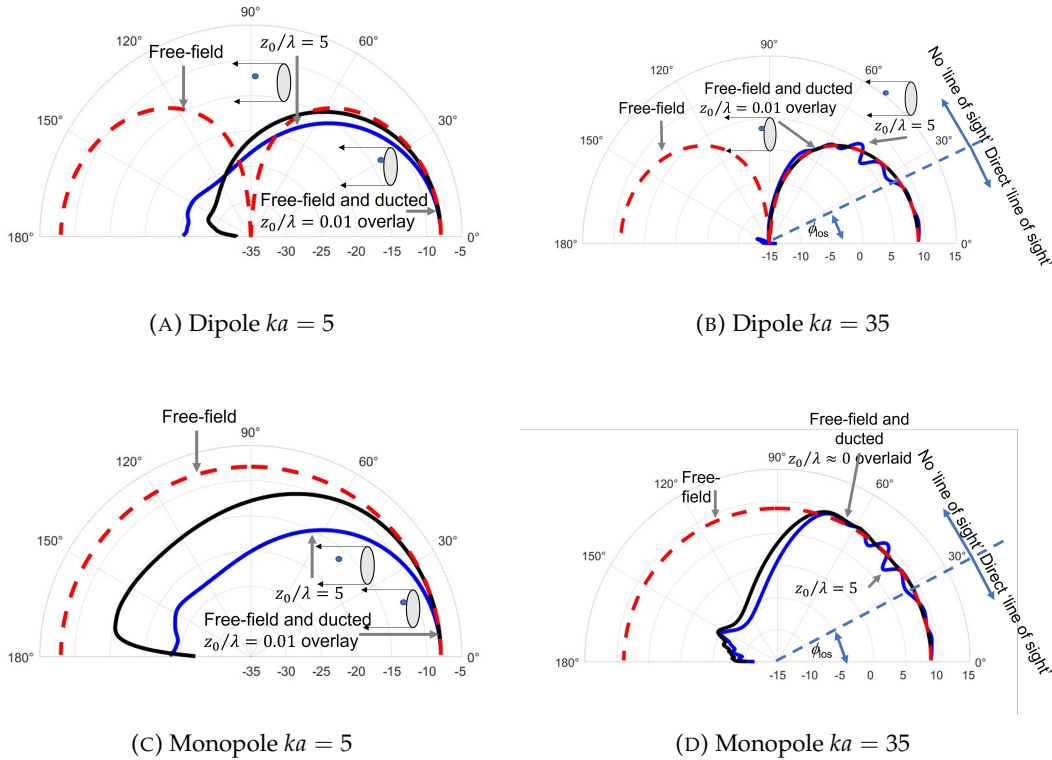 90°
120°
60°
150°
30°
180°
0°
-35
-30
-25
-20
-15
-10
-5
Free-field
z₀/λ = 5
Free-field and ducted
z₀/λ = 0.01 overlay
(A) Dipole ka = 5
90°
120°
60°
150°
30°
180°
0°
-15
-10
-5
0
5
10
15
Free-field
Free-field and ducted
z₀/λ = 0.01 overlay
z₀/λ = 5
ϕlos
No 'line of sight'
Direct 'line of sight'
(B) Dipole ka = 35
90°
120°
60°
150°
30°
180°
0°
-35
-30
-25
-20
-15
-10
-5
Free-field
z₀/λ = 5
Free-field and ducted
z₀/λ = 0.01 overlay
(C) Monopole ka = 5
90°
120°
60°
150°
30°
180°
0°
-15
-10
-5
0
5
10
15
Free-
field
Free-field and
ducted
z₀/λ ≈ 0 overlaid
z₀/λ = 5
ϕlos
No 'line of sight'
Direct 'line of sight'
(D) Monopole ka = 35